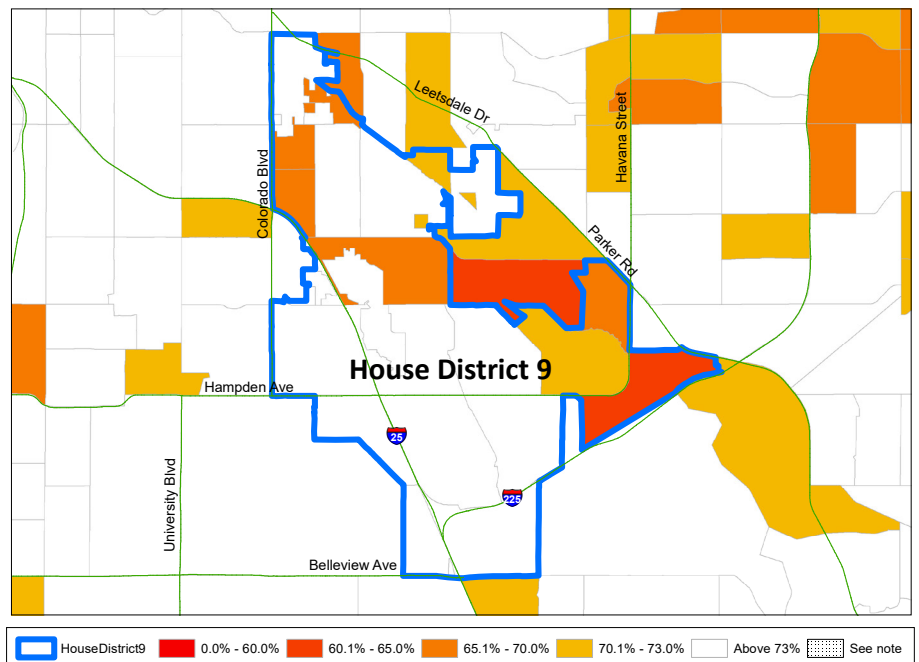 Leetsdale Dr
Havana Street
Colorado Blvd
Parker Rd
House District 9
Hampden Ave
25
225
University Blvd
Belleview Ave
HouseDistrict9
0.0% - 60.0%
60.1% - 65.0%
65.1% - 70.0%
70.1% - 73.0%
Above 73%
See note